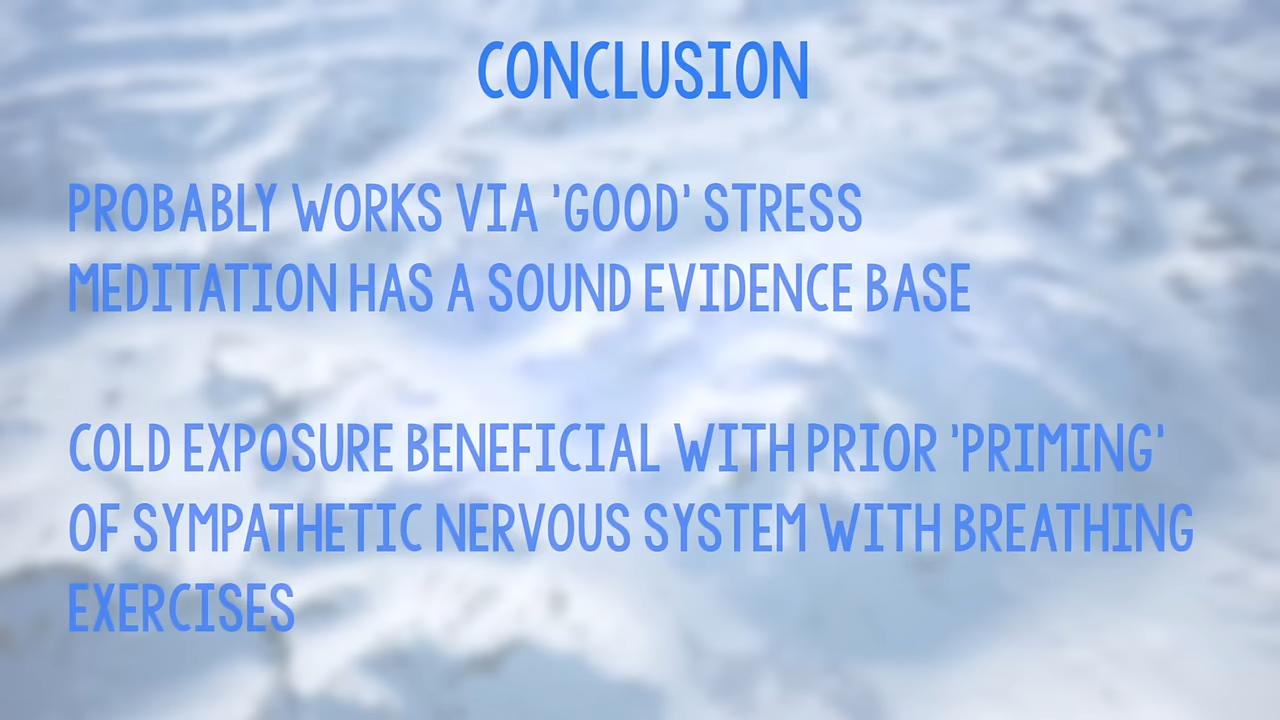 CONCLUSION
PROBABLY WORKS VIA 'GOOD' STRESS
MEDITATION HAS A SOUND EVIDENCE BASE
COLD EXPOSURE BENEFICIAL WITH PRIOR 'PRIMING'
OF SYMPATHETIC NERVOUS SYSTEM WITH BREATHING
EXERCISES